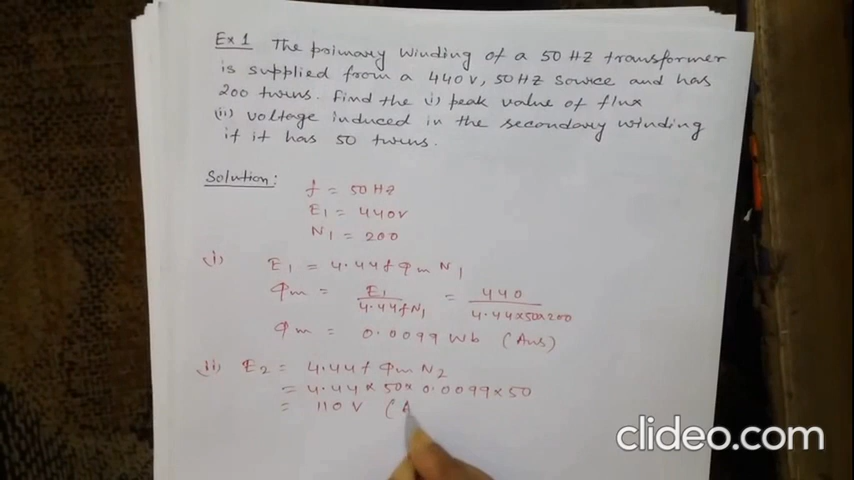 Ex 1 The primary winding of a 50 HZ transformer
is supplied from a 440 V, 50 HZ source and has
200 turns. Find the (i) peak value of flux
(ii) voltage induced in the secondary winding
if it has 50 turns.
Solution:
f = 50 Hz
E1 = 440V
N1 = 200
(i) E1 = 4.44 f φm N1
φm = E1 / 4.44 f N1 = 440 / 4.44×50×200
φm = 0.0099 Wb (Ans)
(ii) E2 = 4.44 f φm N2
= 4.44 × 50 × 0.0099 × 50
= 110 V (A
clideo.com